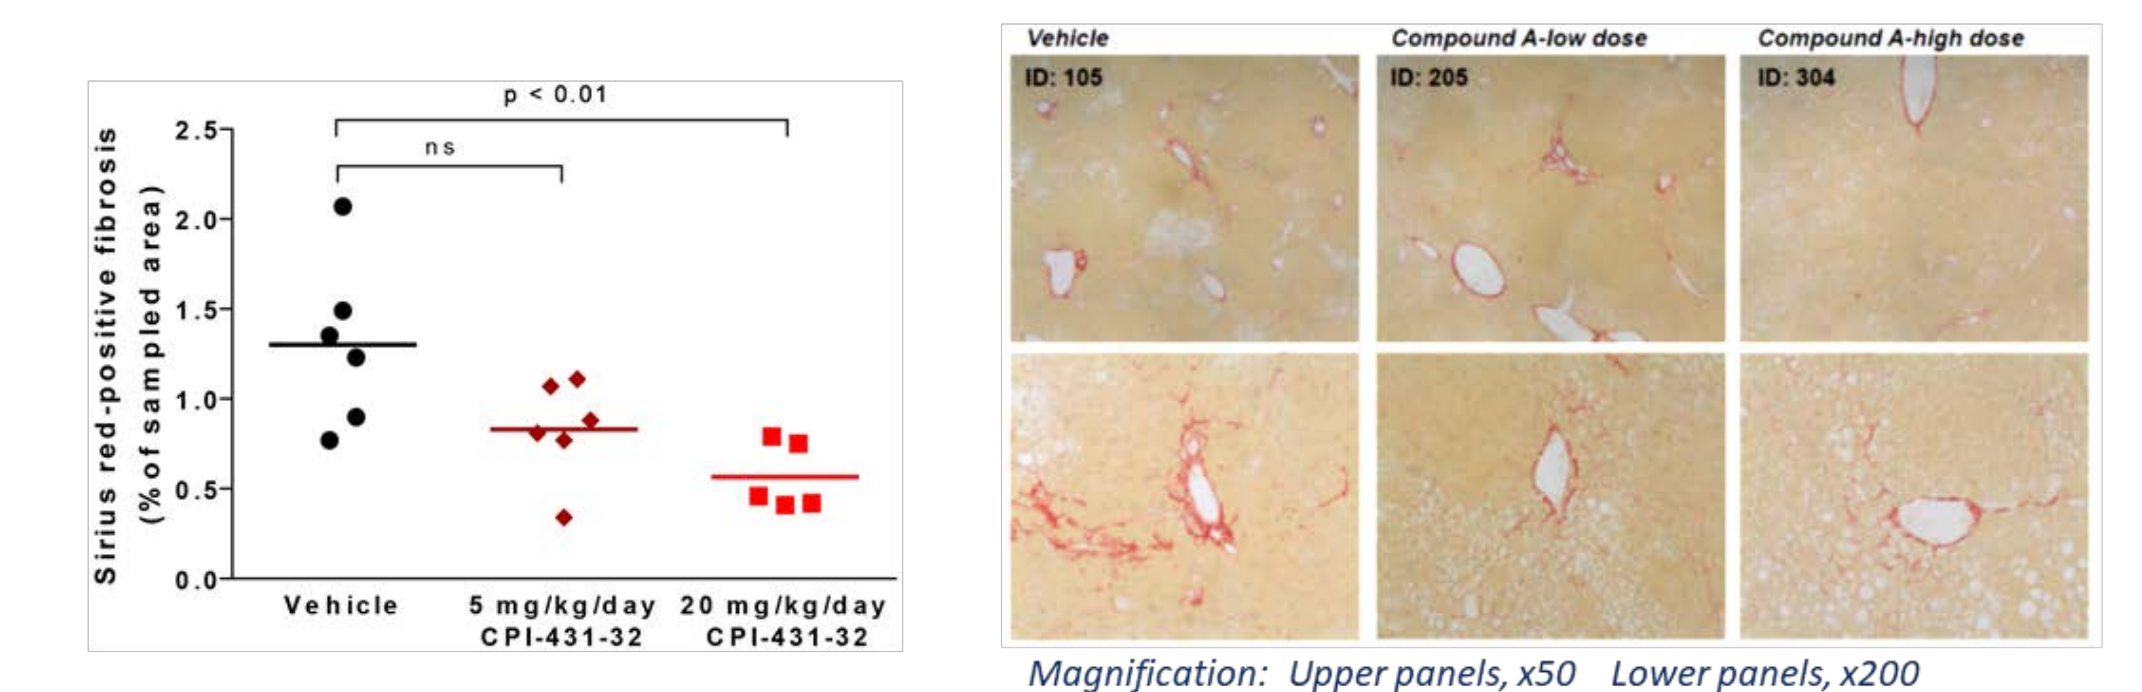 p < 0.01
ns
Sirius red-positive fibrosis
(% of sampled area)
2.5
2.0
1.5
1.0
0.5
0.0
Vehicle
5 mg/kg/day
CPI-431-32
20 mg/kg/day
CPI-431-32
Vehicle
Compound A-low dose
Compound A-high dose
ID: 105
ID: 205
ID: 304
Magnification: Upper panels, x50 Lower panels, x200